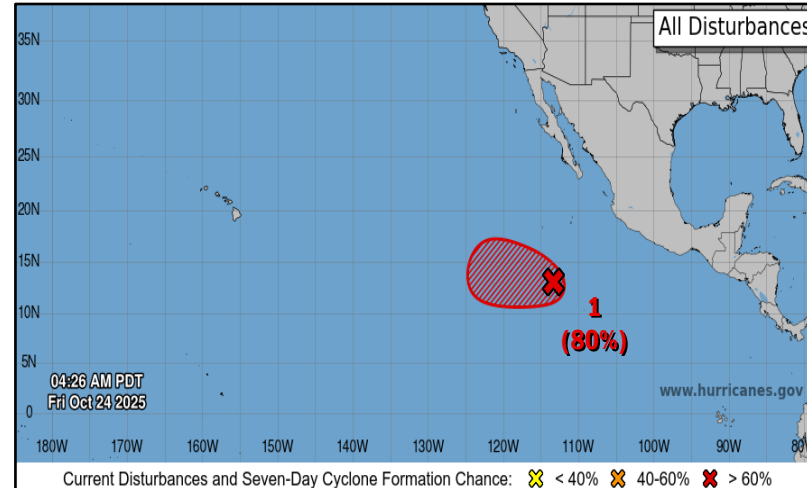 All Disturbances
35N
30N
25N
20N
15N
10N
5N
0
1
(80%)
04:26 AM PDT
Fri Oct 24 2025
www.hurricanes.gov
180W 170W 160W 150W 140W 130W 120W 110W 100W 90W 80W
Current Disturbances and Seven-Day Cyclone Formation Chance: < 40% 40-60% > 60%